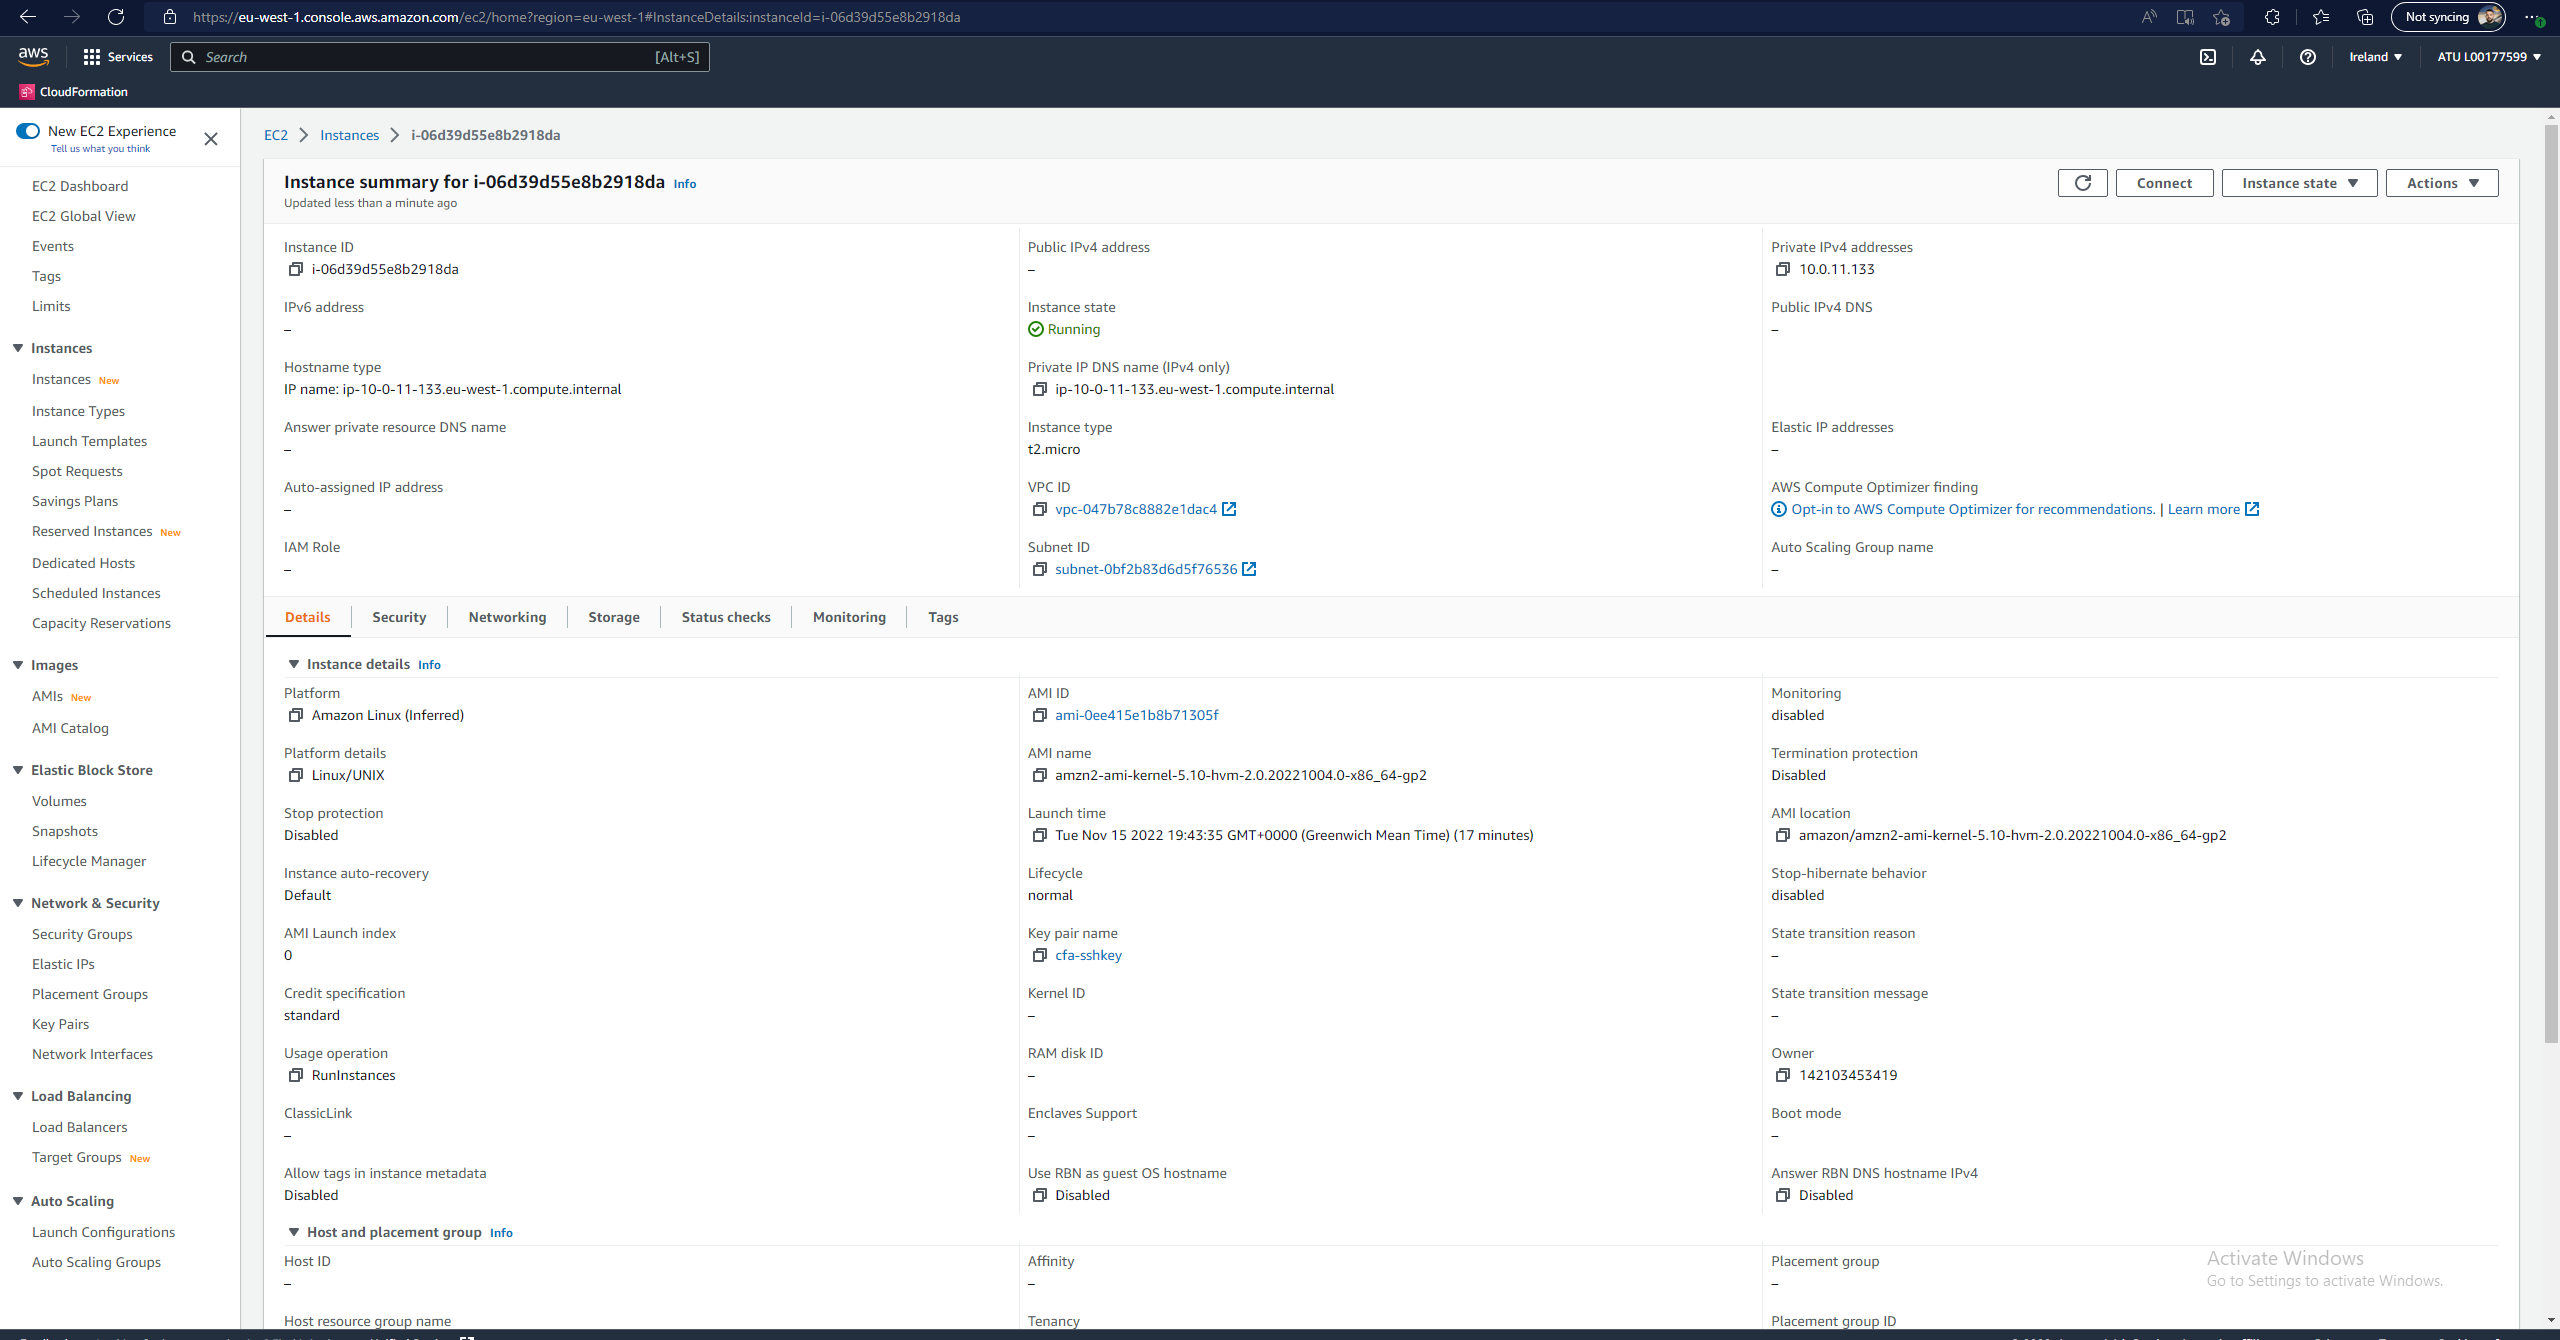 https://eu-west-1.console.aws.amazon.com/ec2/home?region=eu-west-1#InstanceDetails:instanceId=i-06d39d55e8b2918da
Not syncing
aws
Services
Search
[Alt+S]
Ireland
ATU L00177599
CloudFormation
New EC2 Experience
Tell us what you think
EC2 Dashboard
EC2 Global View
Events
Tags
Limits
Instances
Instances New
Instance Types
Launch Templates
Spot Requests
Savings Plans
Reserved Instances New
Dedicated Hosts
Scheduled Instances
Capacity Reservations
Images
AMIs New
AMI Catalog
Elastic Block Store
Volumes
Snapshots
Lifecycle Manager
Network & Security
Security Groups
Elastic IPs
Placement Groups
Key Pairs
Network Interfaces
Load Balancing
Load Balancers
Target Groups New
Auto Scaling
Launch Configurations
Auto Scaling Groups
EC2 > Instances > i-06d39d55e8b2918da
Instance summary for i-06d39d55e8b2918da Info
Updated less than a minute ago
Connect
Instance state
Actions
Instance ID
i-06d39d55e8b2918da
Public IPv4 address
–
Private IPv4 addresses
10.0.11.133
IPv6 address
–
Instance state
Running
Public IPv4 DNS
–
Hostname type
IP name: ip-10-0-11-133.eu-west-1.compute.internal
Private IP DNS name (IPv4 only)
ip-10-0-11-133.eu-west-1.compute.internal
Answer private resource DNS name
–
Instance type
t2.micro
Elastic IP addresses
–
Auto-assigned IP address
–
VPC ID
vpc-047b78c8882e1dac4
AWS Compute Optimizer finding
Opt-in to AWS Compute Optimizer for recommendations. | Learn more
IAM Role
–
Subnet ID
subnet-0bf2b83d6d5f76536
Auto Scaling Group name
–
Details
Security
Networking
Storage
Status checks
Monitoring
Tags
Instance details Info
Platform
Amazon Linux (Inferred)
AMI ID
ami-0ee415e1b8b71305f
Monitoring
disabled
Platform details
Linux/UNIX
AMI name
amzn2-ami-kernel-5.10-hvm-2.0.20221004.0-x86_64-gp2
Termination protection
Disabled
Stop protection
Disabled
Launch time
Tue Nov 15 2022 19:43:35 GMT+0000 (Greenwich Mean Time) (17 minutes)
AMI location
amazon/amzn2-ami-kernel-5.10-hvm-2.0.20221004.0-x86_64-gp2
Instance auto-recovery
Default
Lifecycle
normal
Stop-hibernate behavior
disabled
AMI Launch index
0
Key pair name
cfa-sshkey
State transition reason
–
Credit specification
standard
Kernel ID
–
State transition message
–
Usage operation
RunInstances
RAM disk ID
–
Owner
142103453419
ClassicLink
–
Enclaves Support
–
Boot mode
–
Allow tags in instance metadata
Disabled
Use RBN as guest OS hostname
Disabled
Answer RBN DNS hostname IPv4
Disabled
Host and placement group Info
Host ID
–
Affinity
–
Placement group
–
Host resource group name
Tenancy
Placement group ID
Activate Windows
Go to Settings to activate Windows.